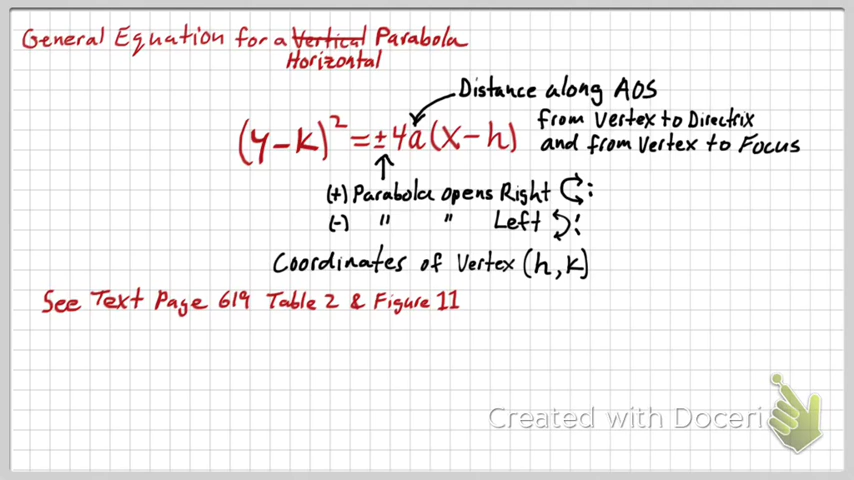 General Equation for a Vertical Parabola
Horizontal
Distance along AOS
from Vertex to Directrix
(y-k)² = ±4a(x-h)
and from Vertex to Focus
(+) Parabola opens Right
(-) " " Left
Coordinates of Vertex (h,k)
See Text Page 619 Table 2 & Figure 11
Created with Doceri